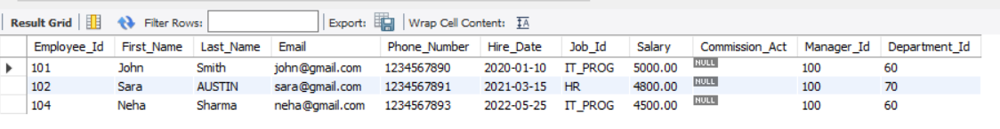 Result Grid Filter Rows: Export: Wrap Cell Content: IA
Employee_Id First_Name Last_Name Email Phone_Number Hire_Date Job_Id Salary Commission_Act Manager_Id Department_Id
101 John Smith john@gmail.com 1234567890 2020-01-10 IT_PROG 5000.00 NULL 100 60
102 Sara AUSTIN sara@gmail.com 1234567891 2021-03-15 HR 4800.00 NULL 100 70
104 Neha Sharma neha@gmail.com 1234567893 2022-05-25 IT_PROG 4500.00 NULL 100 60